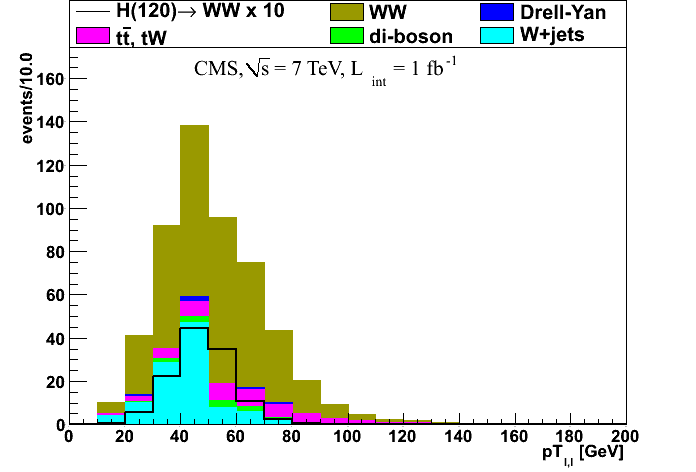 H(120)→ WW x 10 WW Drell-Yan
tt̄, tW di-boson W+jets
CMS, √s = 7 TeV, L int = 1 fb⁻¹
events/10.0
160
140
120
100
80
60
40
20
0
0 20 40 60 80 100 120 140 160 180 200
pT l,l [GeV]